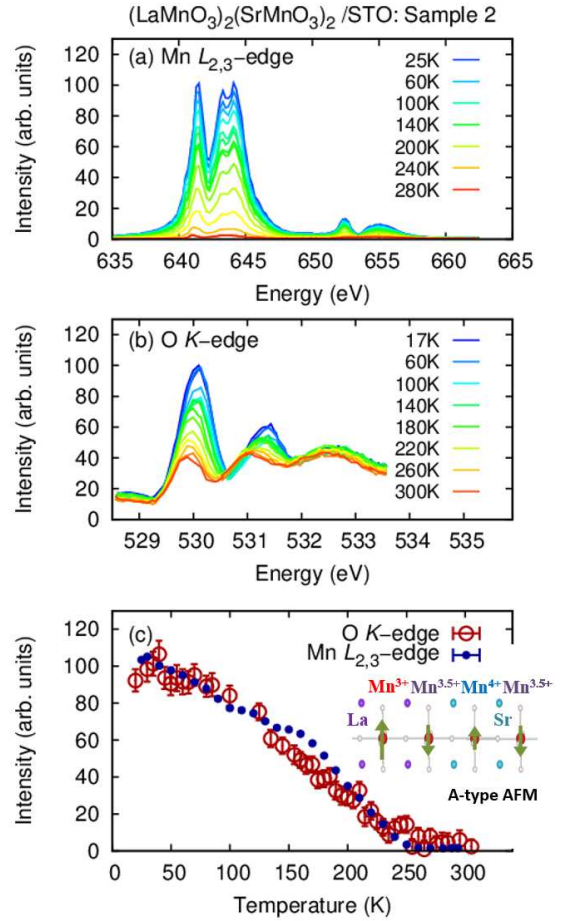 (LaMnO₃)₂(SrMnO₃)₂ /STO: Sample 2
(a) Mn L₂,₃−edge
25K
60K
100K
140K
200K
240K
280K
Intensity (arb. units)
0
20
40
60
80
100
120
635 640 645 650 655 660 665
Energy (eV)
(b) O K−edge
17K
60K
100K
140K
180K
220K
260K
300K
Intensity (arb. units)
0
20
40
60
80
100
120
529 530 531 532 533 534 535
Energy (eV)
(c)
O K−edge
Mn L₂,₃−edge
Mn³⁺ Mn³·⁵⁺ Mn⁴⁺ Mn³·⁵⁺
La Sr
A-type AFM
Intensity (arb. units)
0
20
40
60
80
100
120
0 50 100 150 200 250 300
Temperature (K)